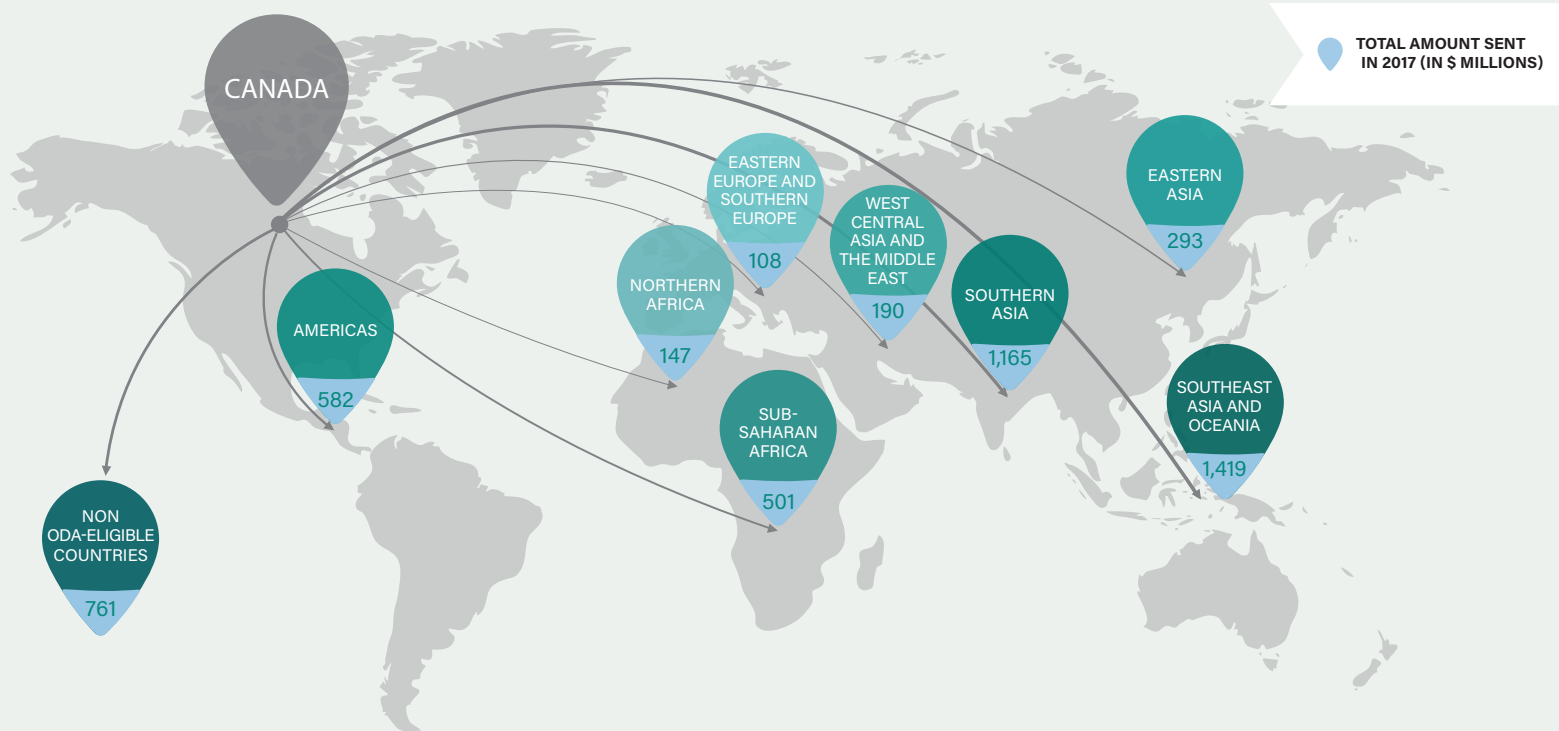 TOTAL AMOUNT SENT
IN 2017 (IN $ MILLIONS)
CANADA
EASTERN
EUROPE AND
SOUTHERN
EUROPE
108
EASTERN
ASIA
293
WEST
CENTRAL
ASIA AND
THE MIDDLE
EAST
190
NORTHERN
AFRICA
147
SOUTHERN
ASIA
1,165
AMERICAS
582
SOUTHEAST
ASIA AND
OCEANIA
1,419
SUB-
SAHARAN
AFRICA
501
NON
ODA-ELIGIBLE
COUNTRIES
761